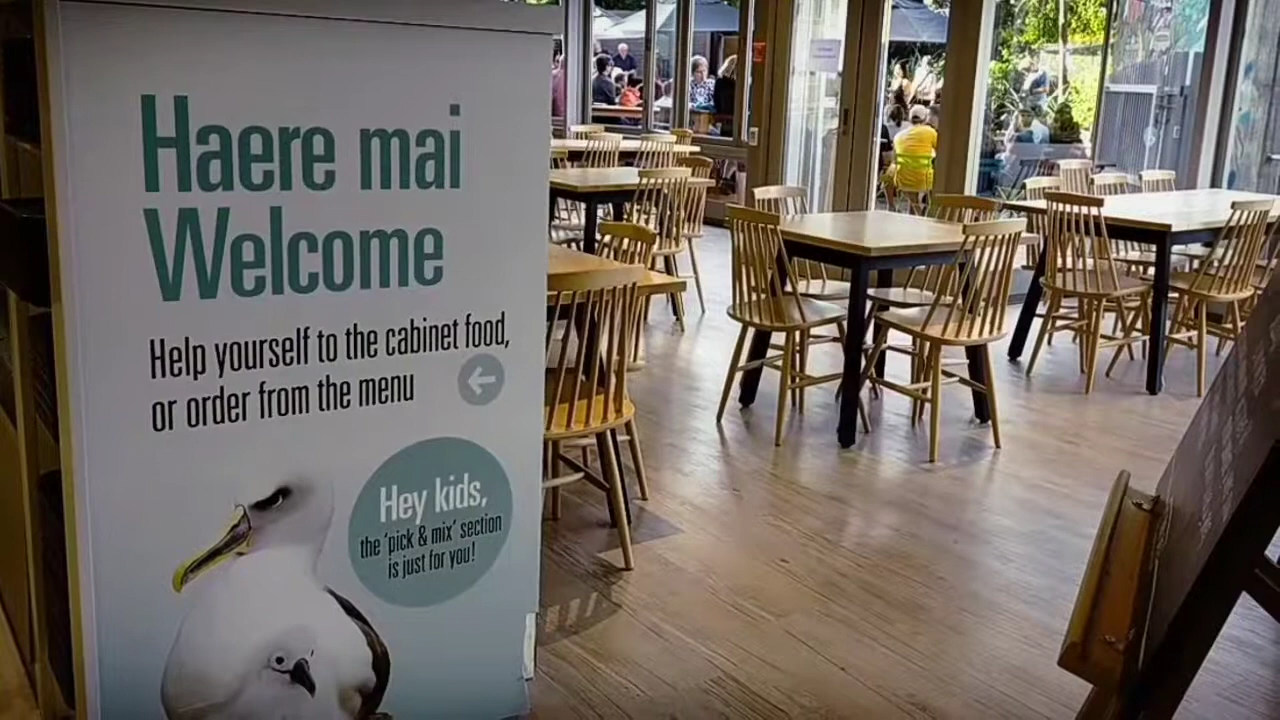 Haere mai
Welcome
Help yourself to the cabinet food,
or order from the menu
Hey kids,
the 'pick & mix' section
is just for you!